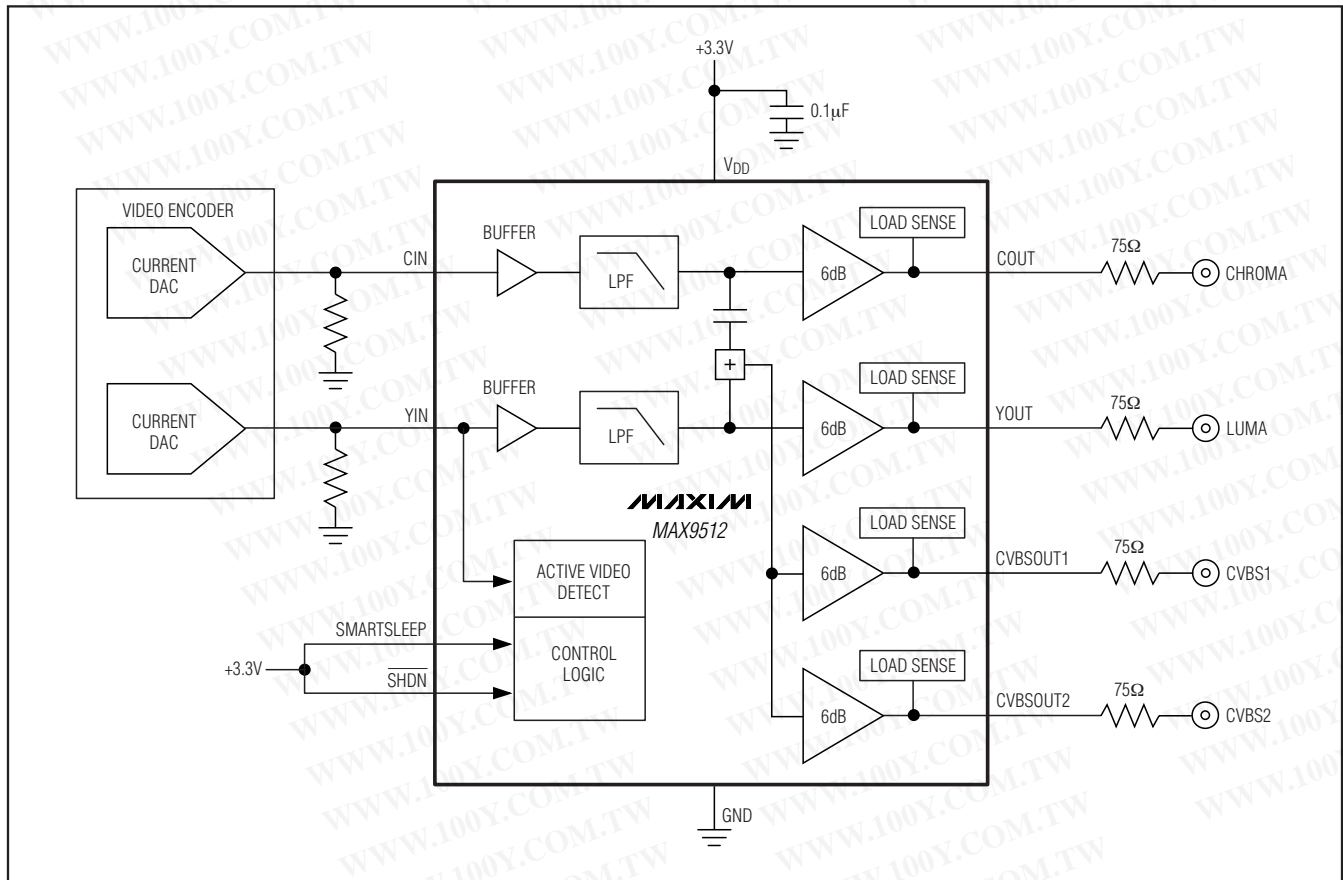 +3.3V
0.1μF
VDD
VIDEO ENCODER
CURRENT
DAC
CURRENT
DAC
CIN
YIN
BUFFER
BUFFER
LPF
LPF
+
6dB
6dB
6dB
6dB
LOAD SENSE
LOAD SENSE
LOAD SENSE
LOAD SENSE
COUT
YOUT
CVBSOUT1
CVBSOUT2
75Ω
75Ω
75Ω
75Ω
CHROMA
LUMA
CVBS1
CVBS2
MAXIM
MAX9512
ACTIVE VIDEO
DETECT
CONTROL
LOGIC
SMARTSLEEP
+3.3V
SHDN
GND
WWW.100Y.COM.TW